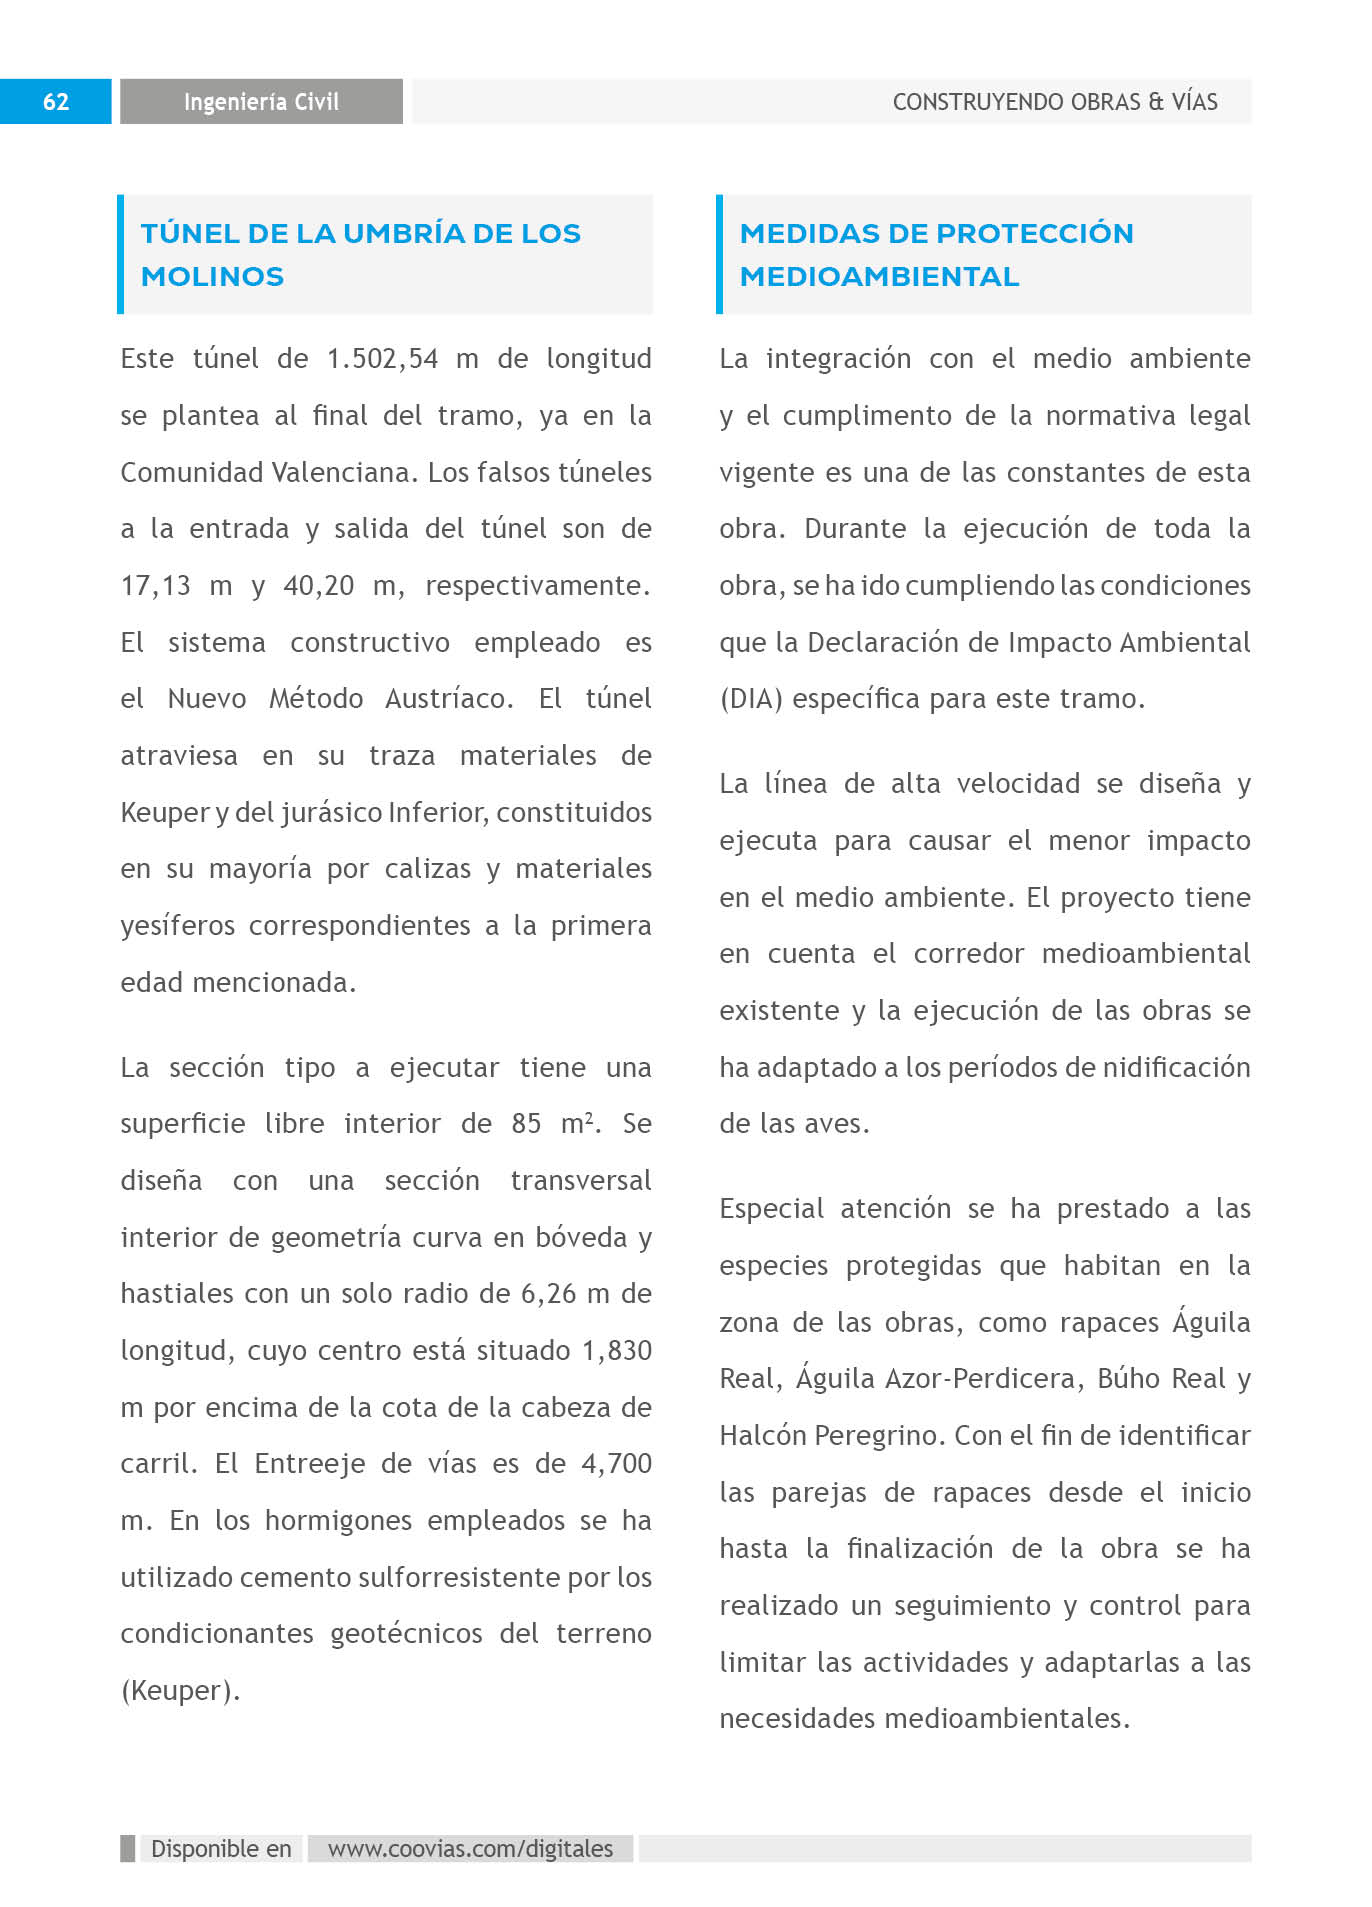 62
Ingeniería Civil
CONSTRUYENDO OBRAS & VÍAS
TÚNEL DE LA UMBRÍA DE LOS
MOLINOS
Este túnel de 1.502,54 m de longitud
se plantea al final del tramo, ya en la
Comunidad Valenciana. Los falsos túneles
a la entrada y salida del túnel son de
17,13 m y 40,20 m, respectivamente.
El sistema constructivo empleado es
el Nuevo Método Austríaco. El túnel
atraviesa en su traza materiales de
Keuper y del jurásico Inferior, constituidos
en su mayoría por calizas y materiales
yesíferos correspondientes a la primera
edad mencionada.
La sección tipo a ejecutar tiene una
superficie libre interior de 85 m². Se
diseña con una sección transversal
interior de geometría curva en bóveda y
hastiales con un solo radio de 6,26 m de
longitud, cuyo centro está situado 1,830
m por encima de la cota de la cabeza de
carril. El Entreeje de vías es de 4,700
m. En los hormigones empleados se ha
utilizado cemento sulforresistente por los
condicionantes geotécnicos del terreno
(Keuper).
MEDIDAS DE PROTECCIÓN
MEDIOAMBIENTAL
La integración con el medio ambiente
y el cumplimento de la normativa legal
vigente es una de las constantes de esta
obra. Durante la ejecución de toda la
obra, se ha ido cumpliendo las condiciones
que la Declaración de Impacto Ambiental
(DIA) específica para este tramo.
La línea de alta velocidad se diseña y
ejecuta para causar el menor impacto
en el medio ambiente. El proyecto tiene
en cuenta el corredor medioambiental
existente y la ejecución de las obras se
ha adaptado a los períodos de nidificación
de las aves.
Especial atención se ha prestado a las
especies protegidas que habitan en la
zona de las obras, como rapaces Águila
Real, Águila Azor-Perdicera, Búho Real y
Halcón Peregrino. Con el fin de identificar
las parejas de rapaces desde el inicio
hasta la finalización de la obra se ha
realizado un seguimiento y control para
limitar las actividades y adaptarlas a las
necesidades medioambientales.
Disponible en
www.coovias.com/digitales